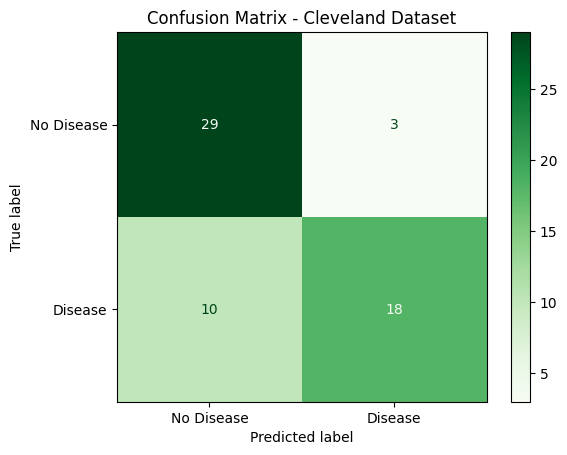 Confusion Matrix - Cleveland Dataset
True label
No Disease
29
3
Disease
10
18
No Disease
Disease
Predicted label
25
20
15
10
5